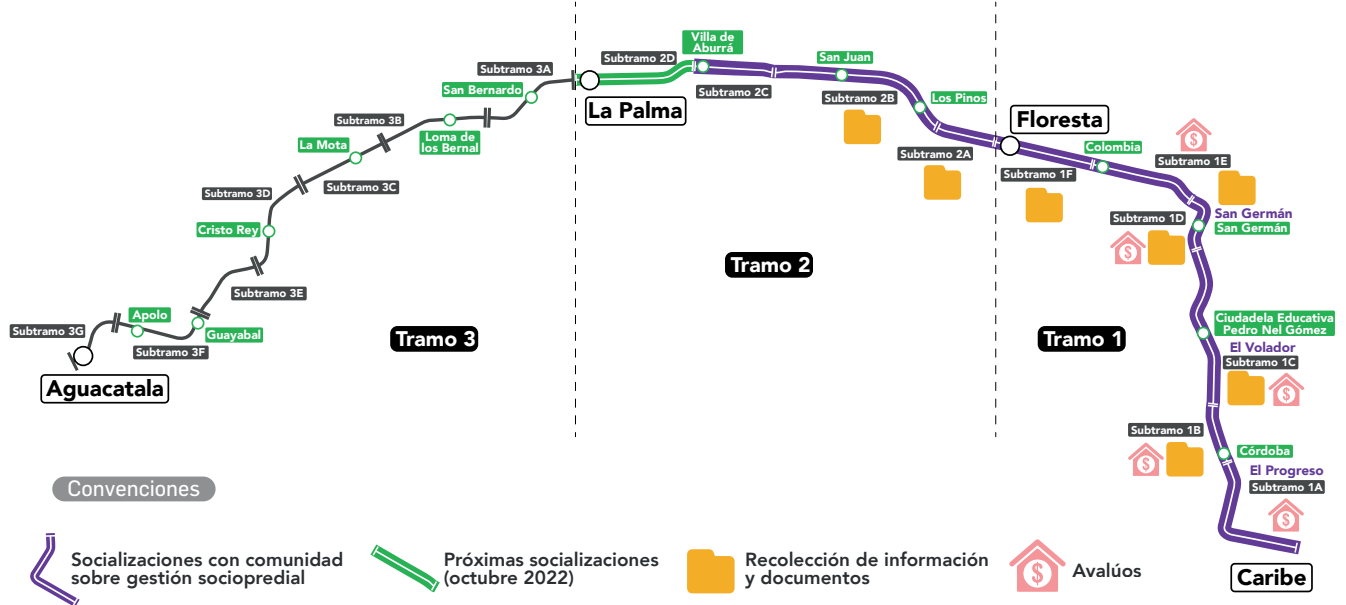 Villa de
Aburrá
Subtramo 2D
San Juan
Subtramo 3A
San Bernardo
Subtramo 2C
Subtramo 2B
Los Pinos
La Palma
Floresta
Subtramo 3B
Loma de
los Bernal
La Mota
Colombia
Subtramo 2A
Subtramo 1E
Subtramo 1F
Subtramo 3C
Subtramo 3D
San Germán
San Germán
Subtramo 1D
Cristo Rey
Tramo 2
Subtramo 3E
Apolo
Guayabal
Subtramo 3G
Subtramo 3F
Tramo 3
Tramo 1
Ciudadela Educativa
Pedro Nel Gómez
El Volador
Subtramo 1C
Aguacatala
Subtramo 1B
Córdoba
El Progreso
Subtramo 1A
Convenciones
Socializaciones con comunidad
sobre gestión sociopredial
Próximas socializaciones
(octubre 2022)
Recolección de información
y documentos
Avalúos
Caribe